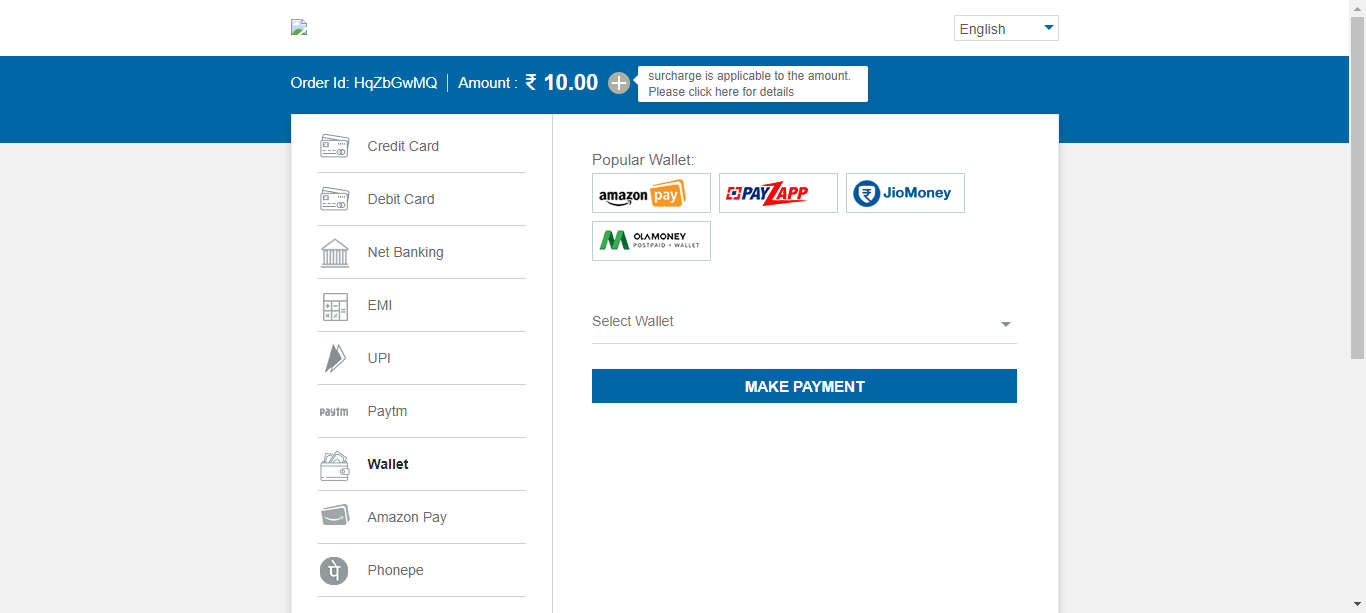 English
Order Id: HqZbGwMQ Amount : ₹ 10.00
surcharge is applicable to the amount.
Please click here for details
Credit Card
Debit Card
Net Banking
EMI
UPI
Paytm Paytm
Wallet
Amazon Pay
पे Phonepe
Popular Wallet:
amazon pay PAYZAPP ₹ JioMoney
OLAMONEY
POSTPAID + WALLET
Select Wallet
MAKE PAYMENT